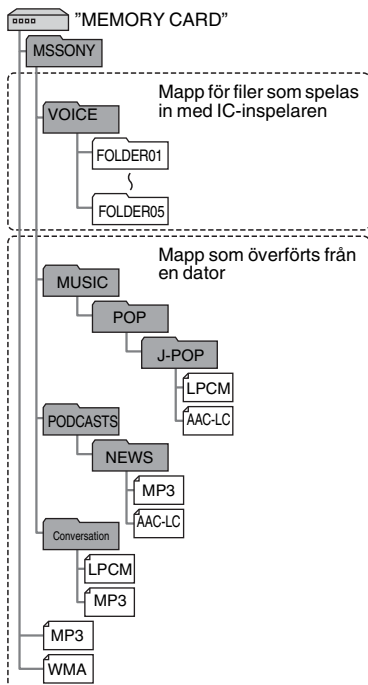 "MEMORY CARD"
MSSONY
Mapp för filer som spelas
in med IC-inspelaren
VOICE
FOLDER01
FOLDER05
Mapp som överförts från
en dator
MUSIC
POP
J-POP
LPCM
AAC-LC
PODCASTS
NEWS
MP3
AAC-LC
Conversation
LPCM
MP3
MP3
WMA